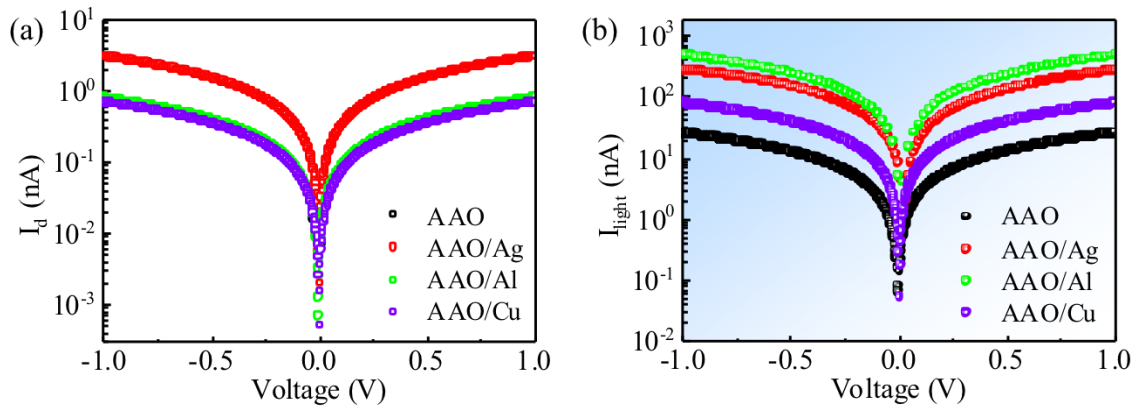 (a)
I_d (nA)
10^1
10^0
10^-1
10^-2
10^-3
AAO
AAO/Ag
AAO/Al
AAO/Cu
-1.0 -0.5 0.0 0.5 1.0
Voltage (V)
(b)
I_light (nA)
10^3
10^2
10^1
10^0
10^-1
10^-2
AAO
AAO/Ag
AAO/Al
AAO/Cu
-1.0 -0.5 0.0 0.5 1.0
Voltage (V)